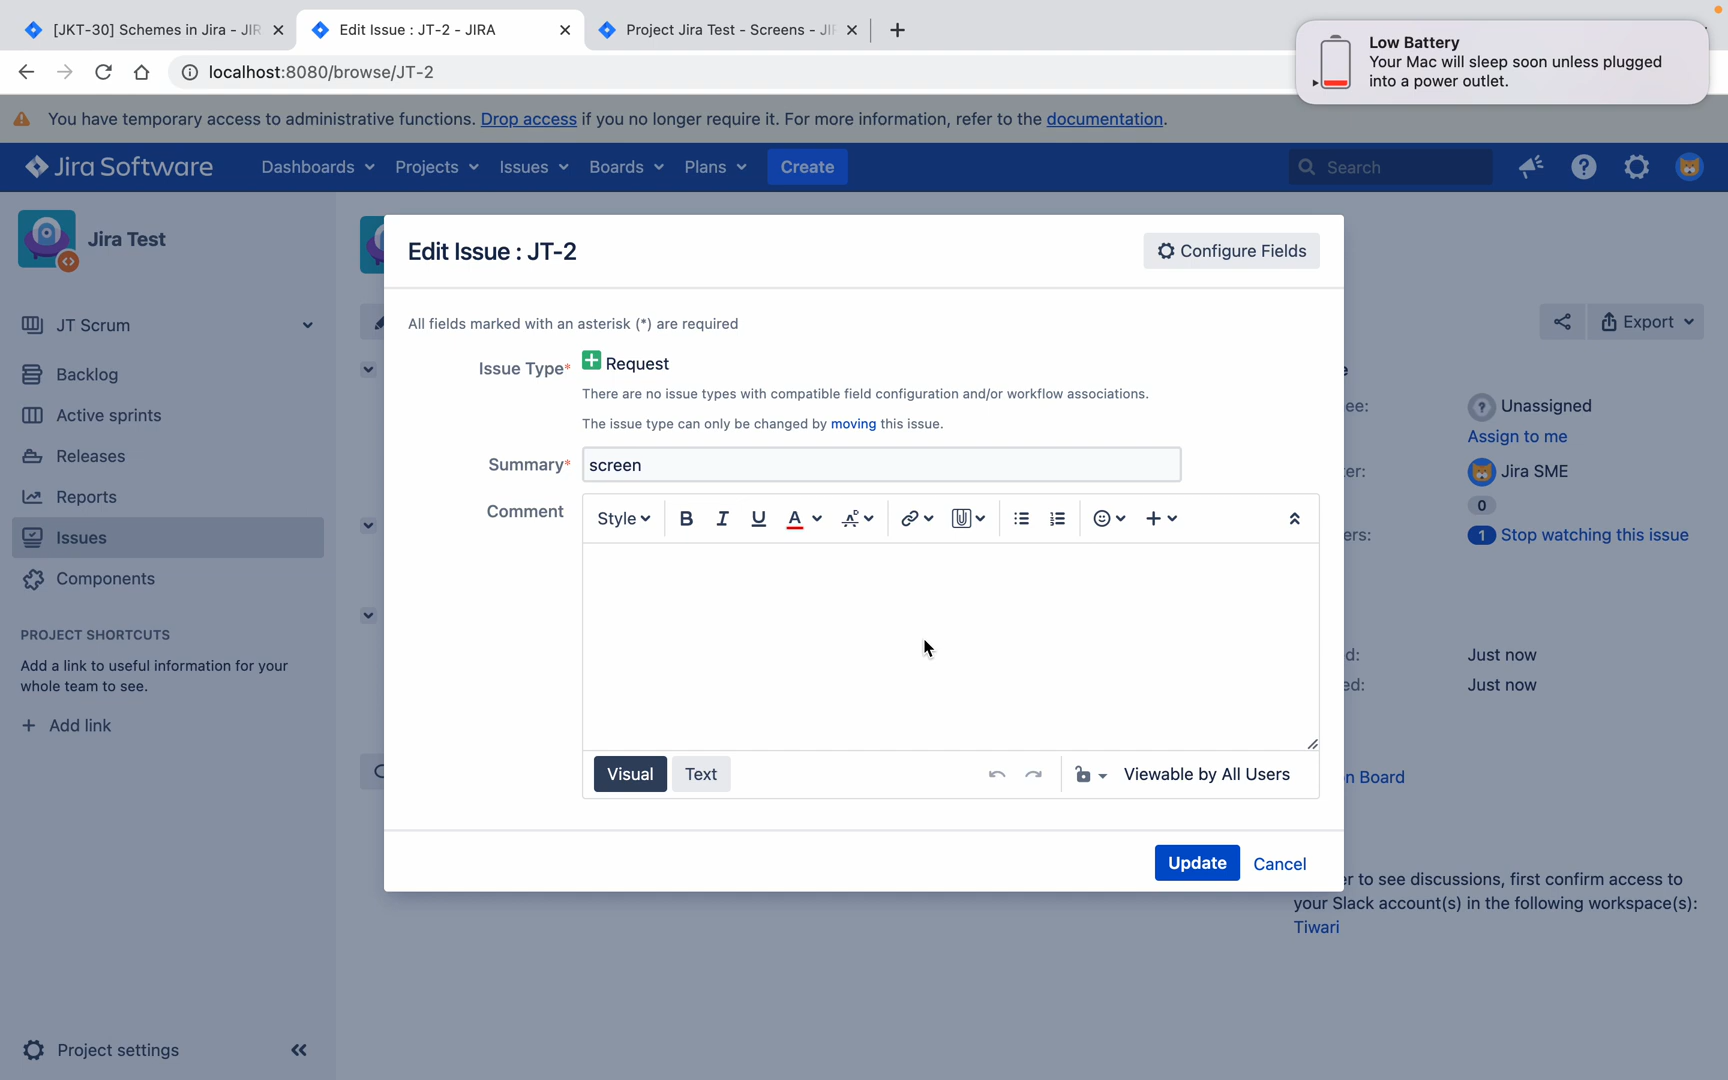 [JKT-30] Schemes in Jira - JIR
Edit Issue : JT-2 - JIRA
Project Jira Test - Screens - JIR
localhost:8080/browse/JT-2
Low Battery
Your Mac will sleep soon unless plugged
into a power outlet.
You have temporary access to administrative functions. Drop access if you no longer require it. For more information, refer to the documentation.
Jira Software
Dashboards
Projects
Issues
Boards
Plans
Create
Search
Jira Test
JT Scrum
Backlog
Active sprints
Releases
Reports
Issues
Components
PROJECT SHORTCUTS
Add a link to useful information for your
whole team to see.
+ Add link
Project settings
Edit Issue : JT-2
Configure Fields
All fields marked with an asterisk (*) are required
Issue Type* Request
There are no issue types with compatible field configuration and/or workflow associations.
The issue type can only be changed by moving this issue.
Summary* screen
Comment
Style B I U A
Visual Text
Viewable by All Users
Update Cancel
Export
e
ee: Unassigned
Assign to me
er: Jira SME
0
ers: 1 Stop watching this issue
d: Just now
ed: Just now
n Board
er to see discussions, first confirm access to
your Slack account(s) in the following workspace(s):
Tiwari